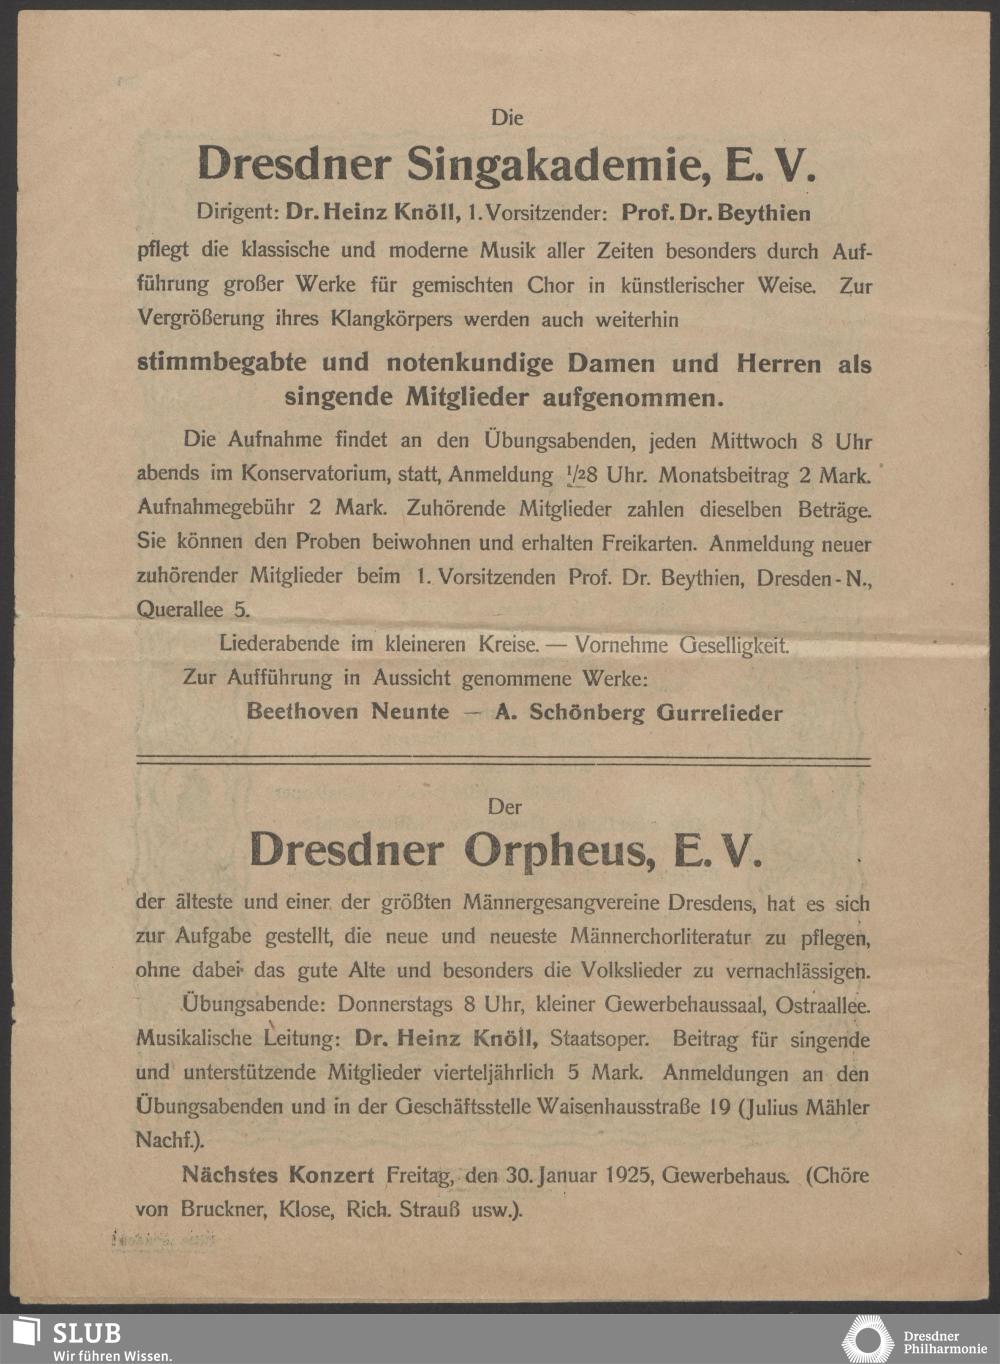 Die
Dresdner Singakademie, E. V.
Dirigent: Dr. Heinz Knöll, 1. Vorsitzender: Prof. Dr. Beythien
pflegt die klassische und moderne Musik aller Zeiten besonders durch Auf-
führung großer Werke für gemischten Chor in künstlerischer Weise. Zur
Vergrößerung ihres Klangkörpers werden auch weiterhin
stimmbegabte und notenkundige Damen und Herren als
singende Mitglieder aufgenommen.
Die Aufnahme findet an den Übungsabenden, jeden Mittwoch 8 Uhr
abends im Konservatorium, statt, Anmeldung ½8 Uhr. Monatsbeitrag 2 Mark.
Aufnahmegebühr 2 Mark. Zuhörende Mitglieder zahlen dieselben Beträge.
Sie können den Proben beiwohnen und erhalten Freikarten. Anmeldung neuer
zuhörender Mitglieder beim 1. Vorsitzenden Prof. Dr. Beythien, Dresden-N.,
Querallee 5.
Liederabende im kleineren Kreise. — Vornehme Geselligkeit.
Zur Aufführung in Aussicht genommene Werke:
Beethoven Neunte — A. Schönberg Gurrelieder
Der
Dresdner Orpheus, E. V.
der älteste und einer der größten Männergesangvereine Dresdens, hat es sich
zur Aufgabe gestellt, die neue und neueste Männerchorliteratur zu pflegen,
ohne dabei das gute Alte und besonders die Volkslieder zu vernachlässigen.
Übungsabende: Donnerstags 8 Uhr, kleiner Gewerbehaussaal, Ostraallee.
Musikalische Leitung: Dr. Heinz Knöll, Staatsoper. Beitrag für singende
und unterstützende Mitglieder vierteljährlich 5 Mark. Anmeldungen an den
Übungsabenden und in der Geschäftsstelle Waisenhausstraße 19 (Julius Mähler
Nachf.).
Nächstes Konzert Freitag, den 30. Januar 1925, Gewerbehaus. (Chöre
von Bruckner, Klose, Rich. Strauß usw.).
SLUB
Wir führen Wissen.
Dresdner
Philharmonie